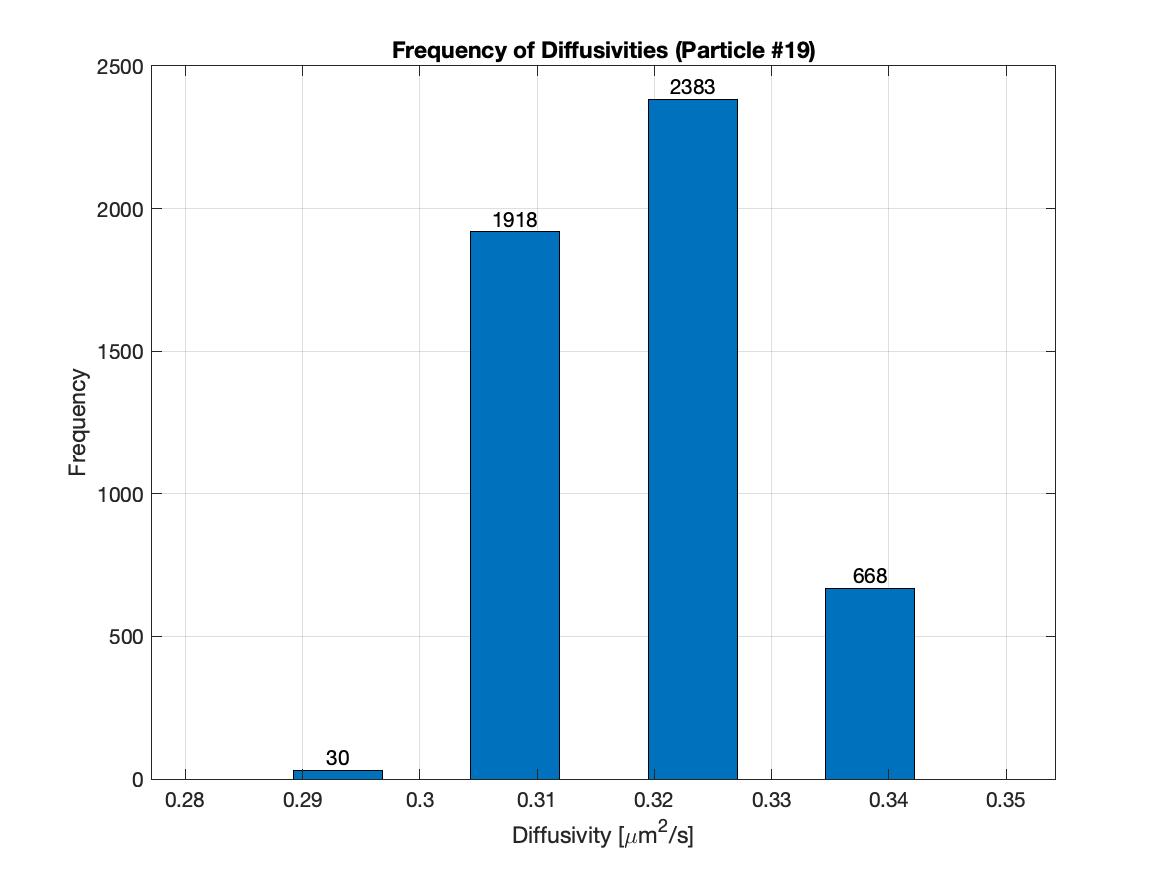 Frequency of Diffusivities (Particle #19)
2500
2000
1500
1000
500
0
Frequency
30
1918
2383
668
0.28 0.29 0.3 0.31 0.32 0.33 0.34 0.35
Diffusivity [μm²/s]